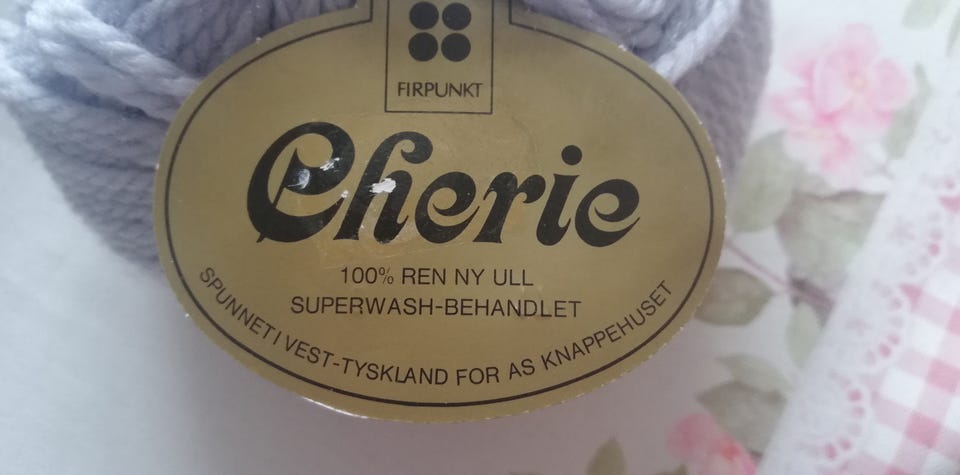 FIRPUNKT
Cherie
100% REN NY ULL
SUPERWASH-BEHANDLET
SPUNNET I VEST-TYSKLAND FOR AS KNAPPEHUSET